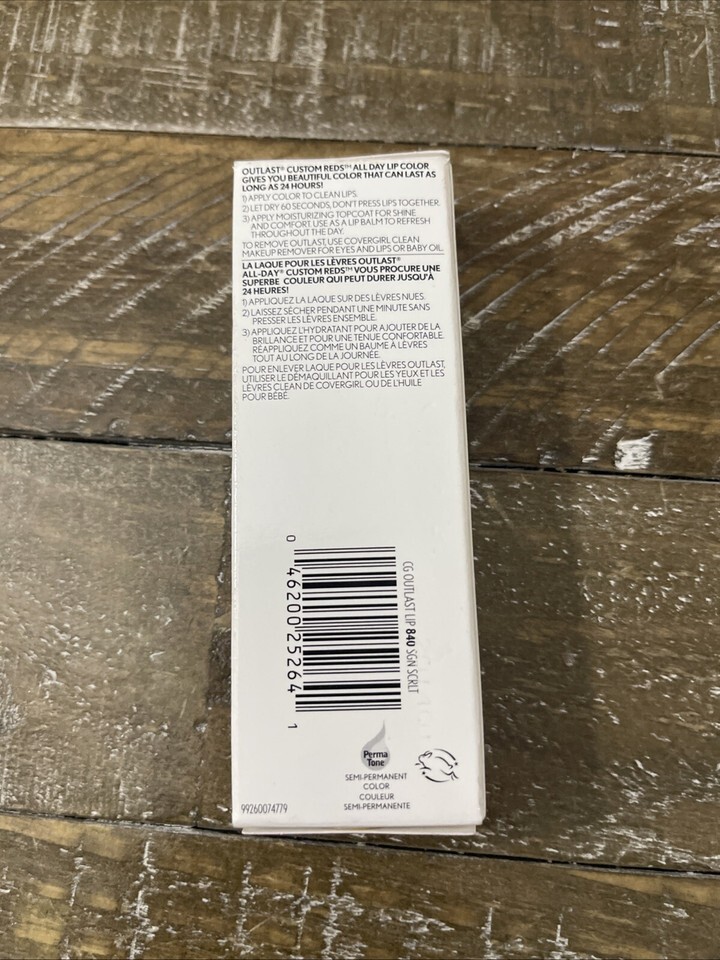 OUTLAST® CUSTOM REDS™ ALL DAY LIP COLOR
GIVES YOU BEAUTIFUL COLOR THAT CAN LAST AS
LONG AS 24 HOURS!
1) APPLY COLOR TO CLEAN LIPS.
2) LET DRY 60 SECONDS, DON'T PRESS LIPS TOGETHER.
3) APPLY MOISTURIZING TOPCOAT FOR SHINE
AND COMFORT. USE AS A LIP BALM TO REFRESH
THROUGHOUT THE DAY.
TO REMOVE OUTLAST, USE COVERGIRL CLEAN
MAKEUP REMOVER FOR EYES AND LIPS OR BABY OIL.
LA LAQUE POUR LES LÈVRES OUTLAST®
ALL-DAY® CUSTOM REDS™ VOUS PROCURE UNE
SUPERBE COULEUR QUI PEUT DURER JUSQU'À
24 HEURES!
1) APPLIQUEZ LA LAQUE SUR DES LÈVRES NUES.
2) LAISSEZ SÉCHER PENDANT UNE MINUTE SANS
PRESSER LES LÈVRES ENSEMBLE.
3) APPLIQUEZ L'HYDRATANT POUR AJOUTER DE LA
BRILLANCE ET POUR UNE TENUE CONFORTABLE.
RÉAPPLIQUEZ COMME UN BAUME À LÈVRES
TOUT AU LONG DE LA JOURNÉE.
POUR ENLEVER LAQUE POUR LES LÈVRES OUTLAST,
UTILISER LE DÉMAQUILLANT POUR LES YEUX ET LES
LÈVRES CLEAN DE COVERGIRL OU DE L'HUILE
POUR BÉBÉ.
CG OUTLAST LIP 840 SGN SCRLT
0 46200 25264 1
Perma
Tone
SEMI-PERMANENT
COLOR
COULEUR
SEMI-PERMANENTE
99260074779